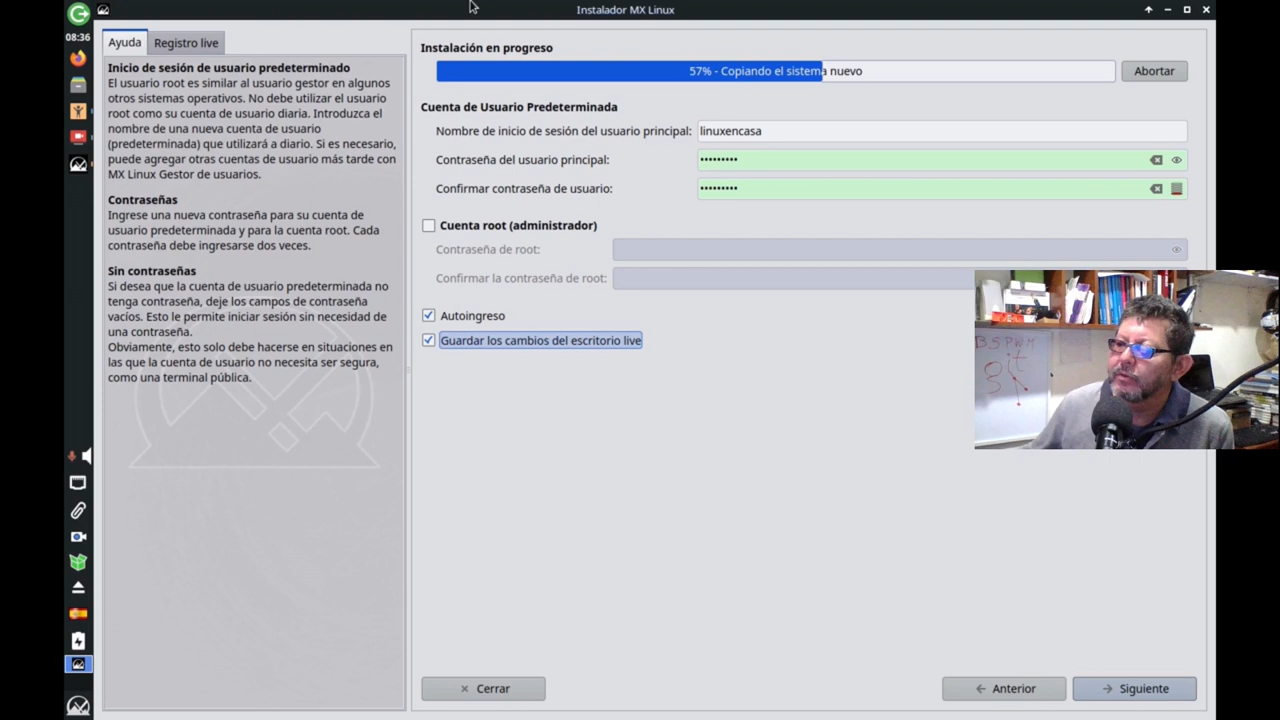 Instalador MX Linux
08:36
Ayuda
Registro live
Inicio de sesión de usuario predeterminado
El usuario root es similar al usuario gestor en algunos
otros sistemas operativos. No debe utilizar el usuario
root como su cuenta de usuario diaria. Introduzca el
nombre de una nueva cuenta de usuario
(predeterminada) que utilizará a diario. Si es necesario,
puede agregar otras cuentas de usuario más tarde con
MX Linux Gestor de usuarios.
Contraseñas
Ingrese una nueva contraseña para su cuenta de
usuario predeterminada y para la cuenta root. Cada
contraseña debe ingresarse dos veces.
Sin contraseñas
Si desea que la cuenta de usuario predeterminada no
tenga contraseña, deje los campos de contraseña
vacíos. Esto le permite iniciar sesión sin necesidad de
una contraseña.
Obviamente, esto solo debe hacerse en situaciones en
las que la cuenta de usuario no necesita ser segura,
como una terminal pública.
Instalación en progreso
57% - Copiando el sistema nuevo
Abortar
Cuenta de Usuario Predeterminada
Nombre de inicio de sesión del usuario principal: linuxencasa
Contraseña del usuario principal: •••••••••
Confirmar contraseña de usuario: •••••••••
Cuenta root (administrador)
Contraseña de root:
Confirmar la contraseña de root:
Autoingreso
Guardar los cambios del escritorio live
BSPWM
git
Cerrar
Anterior
Siguiente